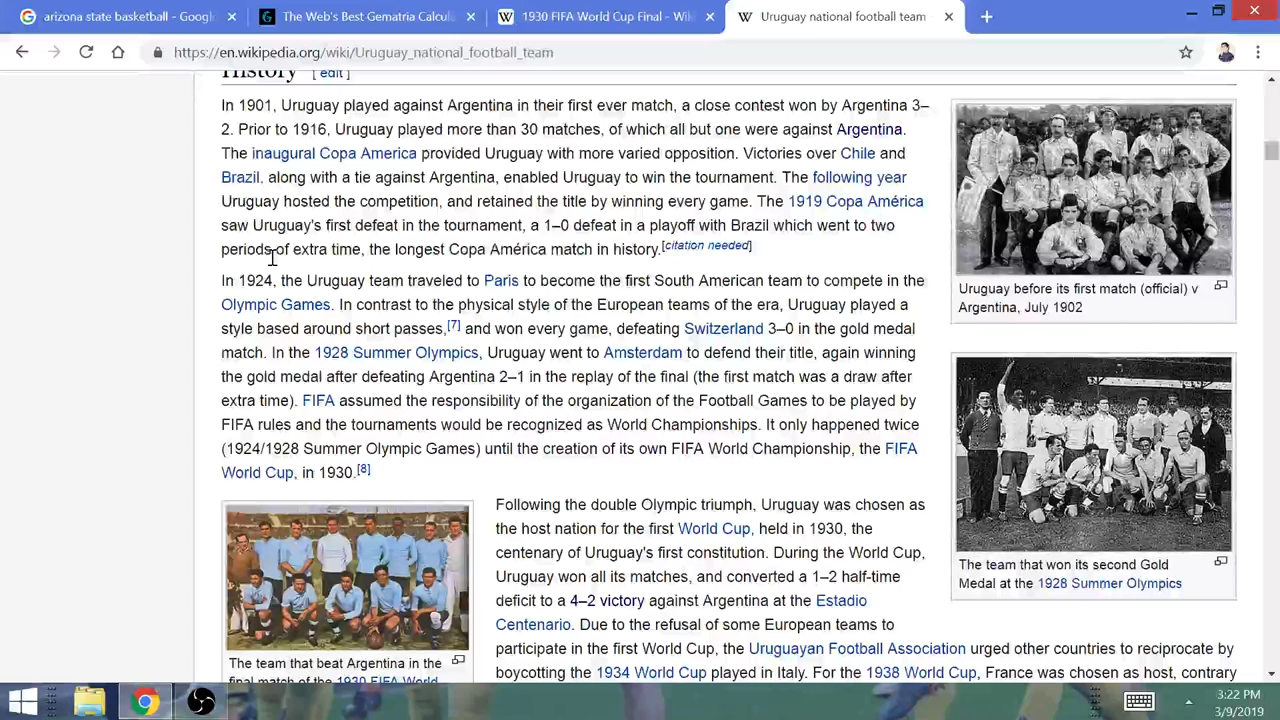 arizona state basketball - Googl
The Web's Best Gematria Calcul
1930 FIFA World Cup Final - Wik
Uruguay national football team
https://en.wikipedia.org/wiki/Uruguay_national_football_team
History [ edit ]
In 1901, Uruguay played against Argentina in their first ever match, a close contest won by Argentina 3–
2. Prior to 1916, Uruguay played more than 30 matches, of which all but one were against Argentina.
The inaugural Copa America provided Uruguay with more varied opposition. Victories over Chile and
Brazil, along with a tie against Argentina, enabled Uruguay to win the tournament. The following year
Uruguay hosted the competition, and retained the title by winning every game. The 1919 Copa América
saw Uruguay's first defeat in the tournament, a 1–0 defeat in a playoff with Brazil which went to two
periods of extra time, the longest Copa América match in history.[citation needed]
Uruguay before its first match (official) v
Argentina, July 1902
In 1924, the Uruguay team traveled to Paris to become the first South American team to compete in the
Olympic Games. In contrast to the physical style of the European teams of the era, Uruguay played a
style based around short passes,[7] and won every game, defeating Switzerland 3–0 in the gold medal
match. In the 1928 Summer Olympics, Uruguay went to Amsterdam to defend their title, again winning
the gold medal after defeating Argentina 2–1 in the replay of the final (the first match was a draw after
extra time). FIFA assumed the responsibility of the organization of the Football Games to be played by
FIFA rules and the tournaments would be recognized as World Championships. It only happened twice
(1924/1928 Summer Olympic Games) until the creation of its own FIFA World Championship, the FIFA
World Cup, in 1930.[8]
The team that won its second Gold
Medal at the 1928 Summer Olympics
Following the double Olympic triumph, Uruguay was chosen as
the host nation for the first World Cup, held in 1930, the
centenary of Uruguay's first constitution. During the World Cup,
Uruguay won all its matches, and converted a 1–2 half-time
deficit to a 4–2 victory against Argentina at the Estadio
Centenario. Due to the refusal of some European teams to
participate in the first World Cup, the Uruguayan Football Association urged other countries to reciprocate by
boycotting the 1934 World Cup played in Italy. For the 1938 World Cup, France was chosen as host, contrary
The team that beat Argentina in the
final match of the 1930 FIFA World
3:22 PM
3/9/2019